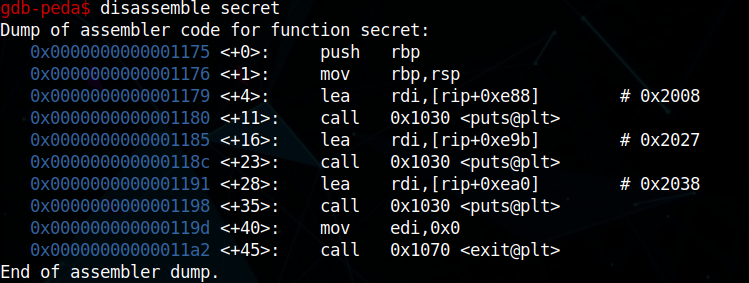 gdb-peda$ disassemble secret
Dump of assembler code for function secret:
   0x0000000000001175 <+0>:     push   rbp
   0x0000000000001176 <+1>:     mov    rbp,rsp
   0x0000000000001179 <+4>:     lea    rdi,[rip+0xe88]        # 0x2008
   0x0000000000001180 <+11>:    call   0x1030 <puts@plt>
   0x0000000000001185 <+16>:    lea    rdi,[rip+0xe9b]        # 0x2027
   0x000000000000118c <+23>:    call   0x1030 <puts@plt>
   0x0000000000001191 <+28>:    lea    rdi,[rip+0xea0]        # 0x2038
   0x0000000000001198 <+35>:    call   0x1030 <puts@plt>
   0x000000000000119d <+40>:    mov    edi,0x0
   0x00000000000011a2 <+45>:    call   0x1070 <exit@plt>
End of assembler dump.